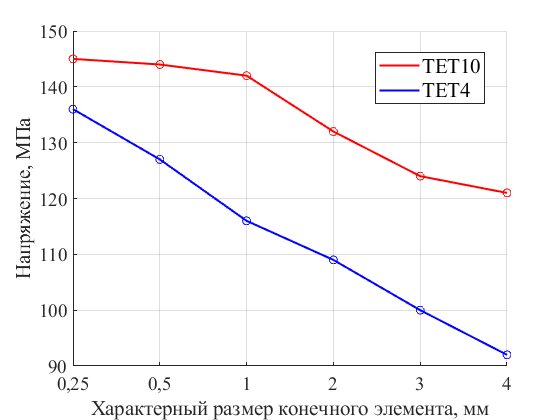 150
140
130
120
110
100
90
Напряжение, МПа
TET10
TET4
0,25 0,5 1 2 3 4
Характерный размер конечного элемента, мм